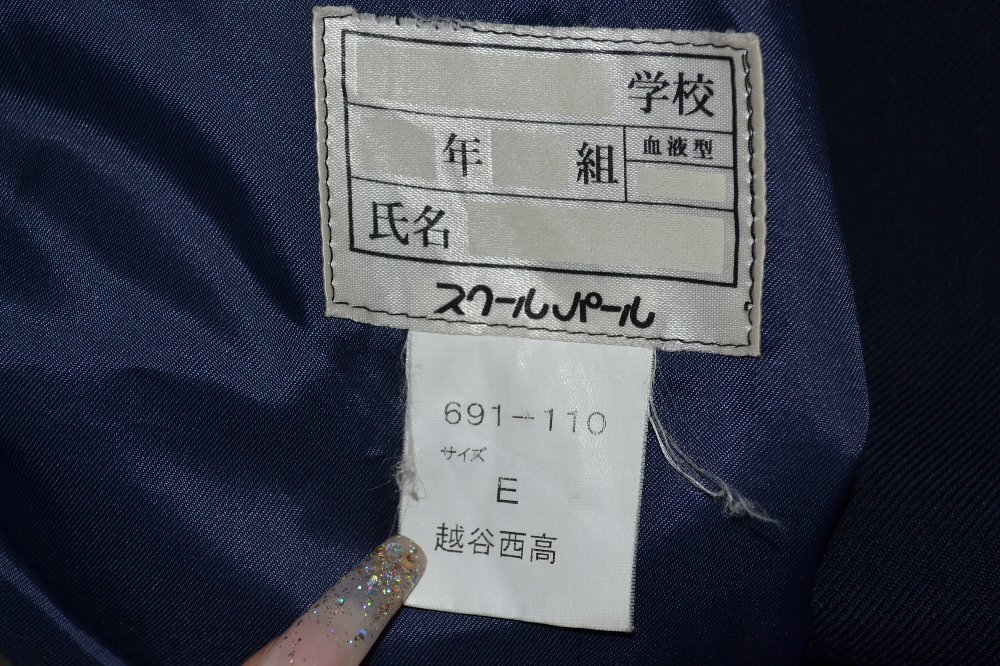 学校
年 組 血液型
氏名
スクールパール
691-110
サイズ
E
越谷西高